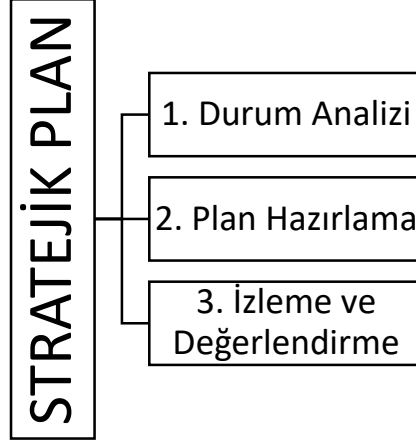 STRATEJİK PLAN
1. Durum Analizi
2. Plan Hazırlama
3. İzleme ve
Değerlendirme